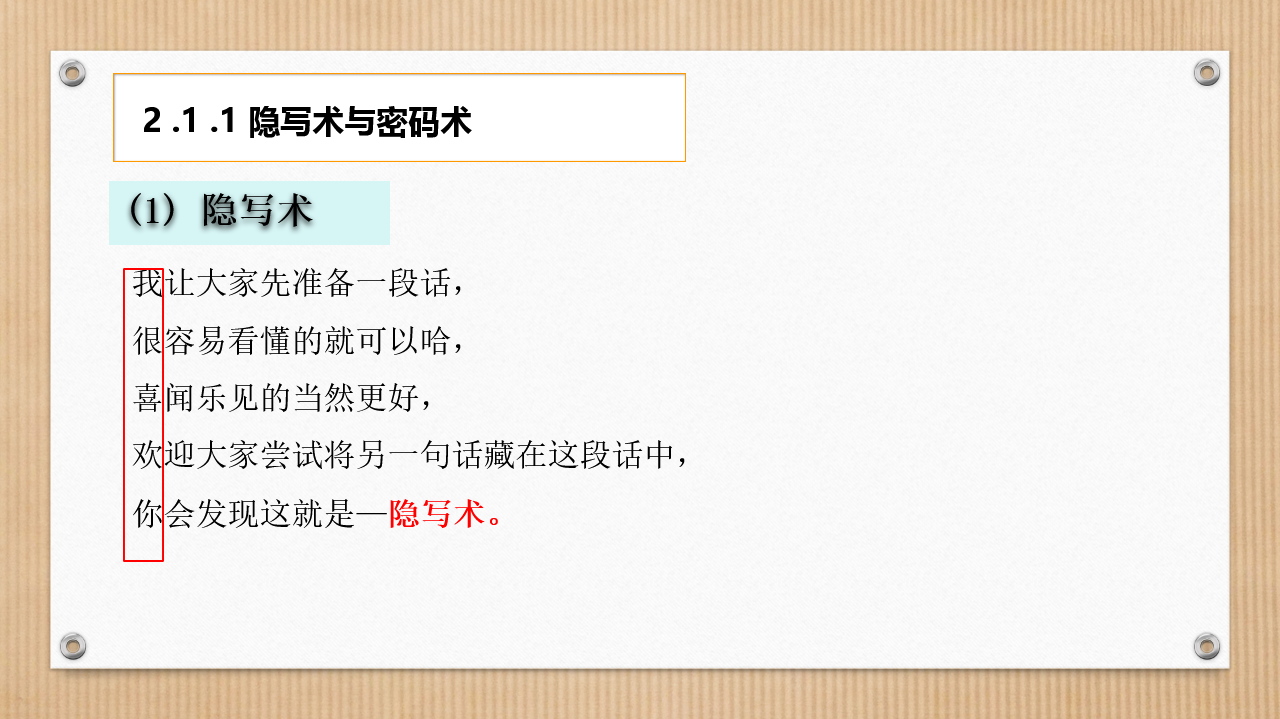 2 .1 .1 隐写术与密码术
（1）隐写术
我让大家先准备一段话，
很容易看懂的就可以哈，
喜闻乐见的当然更好，
欢迎大家尝试将另一句话藏在这段话中，
你会发现这就是—隐写术。